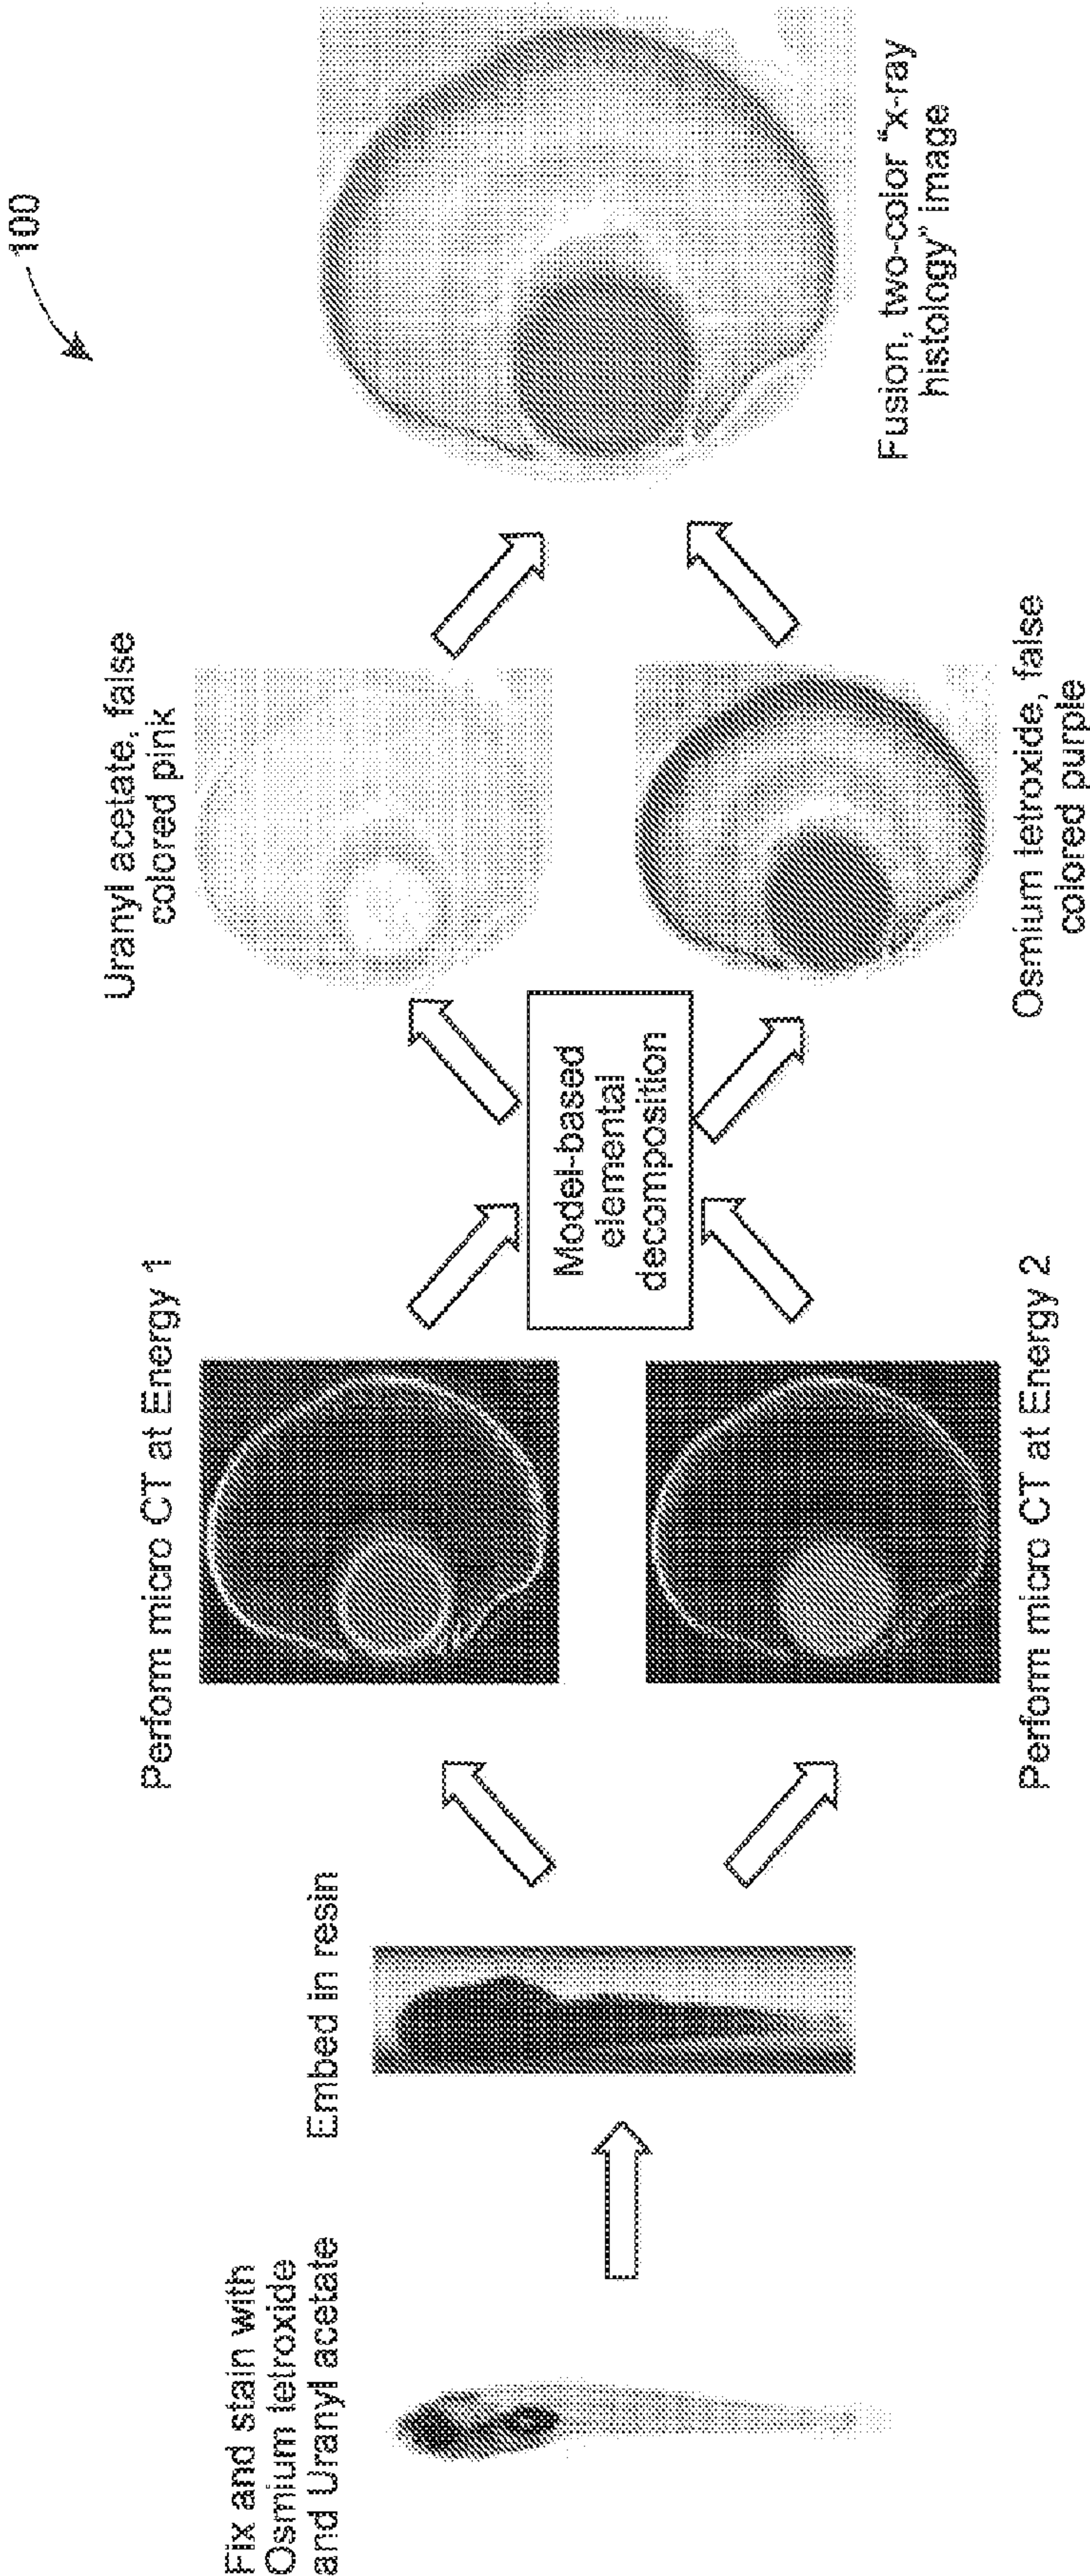 100
Fix and stain with
Osmium tetroxide
and Uranyl acetate
Embed in resin
Perform micro CT at Energy 1
Perform micro CT at Energy 2
Model-based
elemental
decomposition
Uranyl acetate, false
colored pink
Osmium tetroxide, false
colored purple
Fusion, two-color "x-ray
histology" image